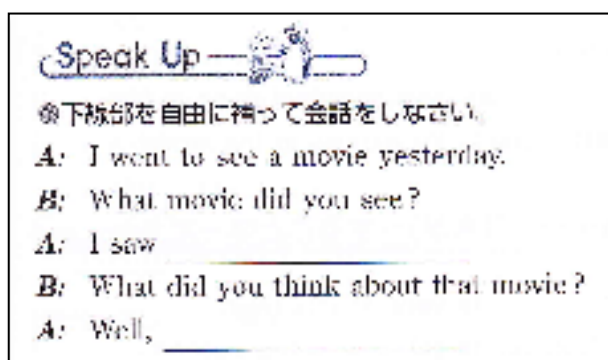 Speak Up
◎下線部を自由に補って会話をしなさい。
A: I went to see a movie yesterday.
B: What movie did you see?
A: I saw
B: What did you think about that movie?
A: Well,